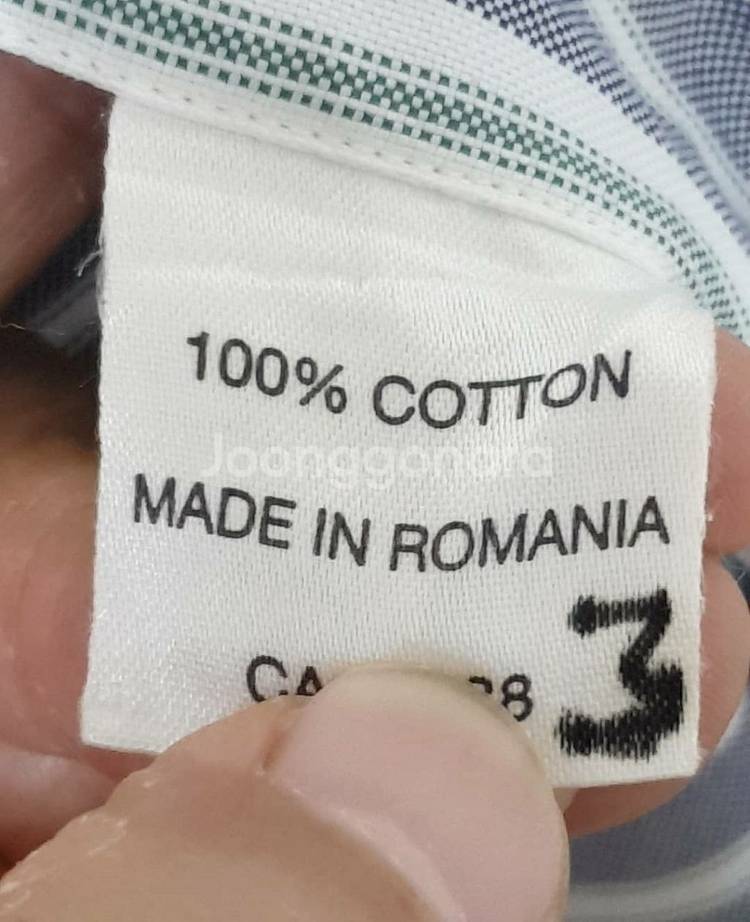 100% COTTON
Joonggonara
MADE IN ROMANIA
3